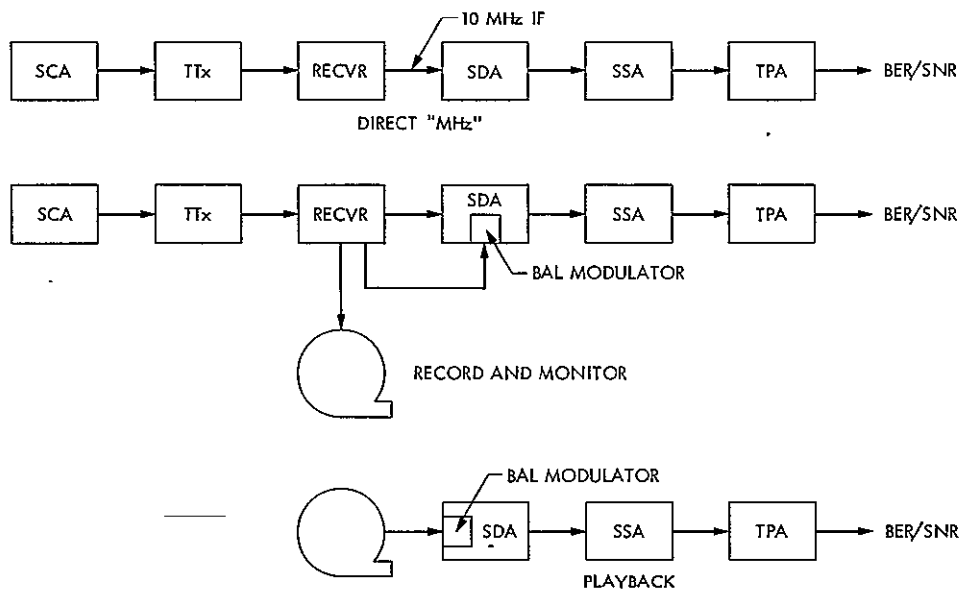 10 MHz IF
SCA TTx RECVR SDA SSA TPA BER/SNR
DIRECT "MHz"
SCA TTx RECVR SDA SSA TPA BER/SNR
BAL MODULATOR
RECORD AND MONITOR
BAL MODULATOR
SDA SSA TPA BER/SNR
PLAYBACK